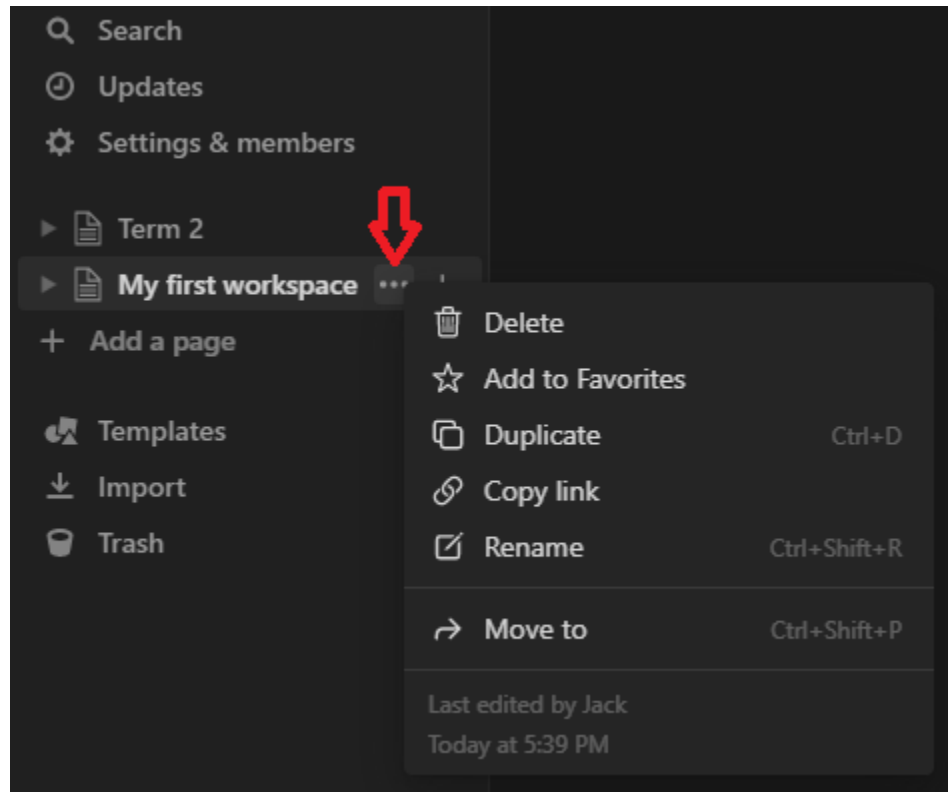 Search
Updates
Settings & members
Term 2
My first workspace
Add a page
Templates
Import
Trash
Delete
Add to Favorites
Duplicate Ctrl+D
Copy link
Rename Ctrl+Shift+R
Move to Ctrl+Shift+P
Last edited by Jack
Today at 5:39 PM